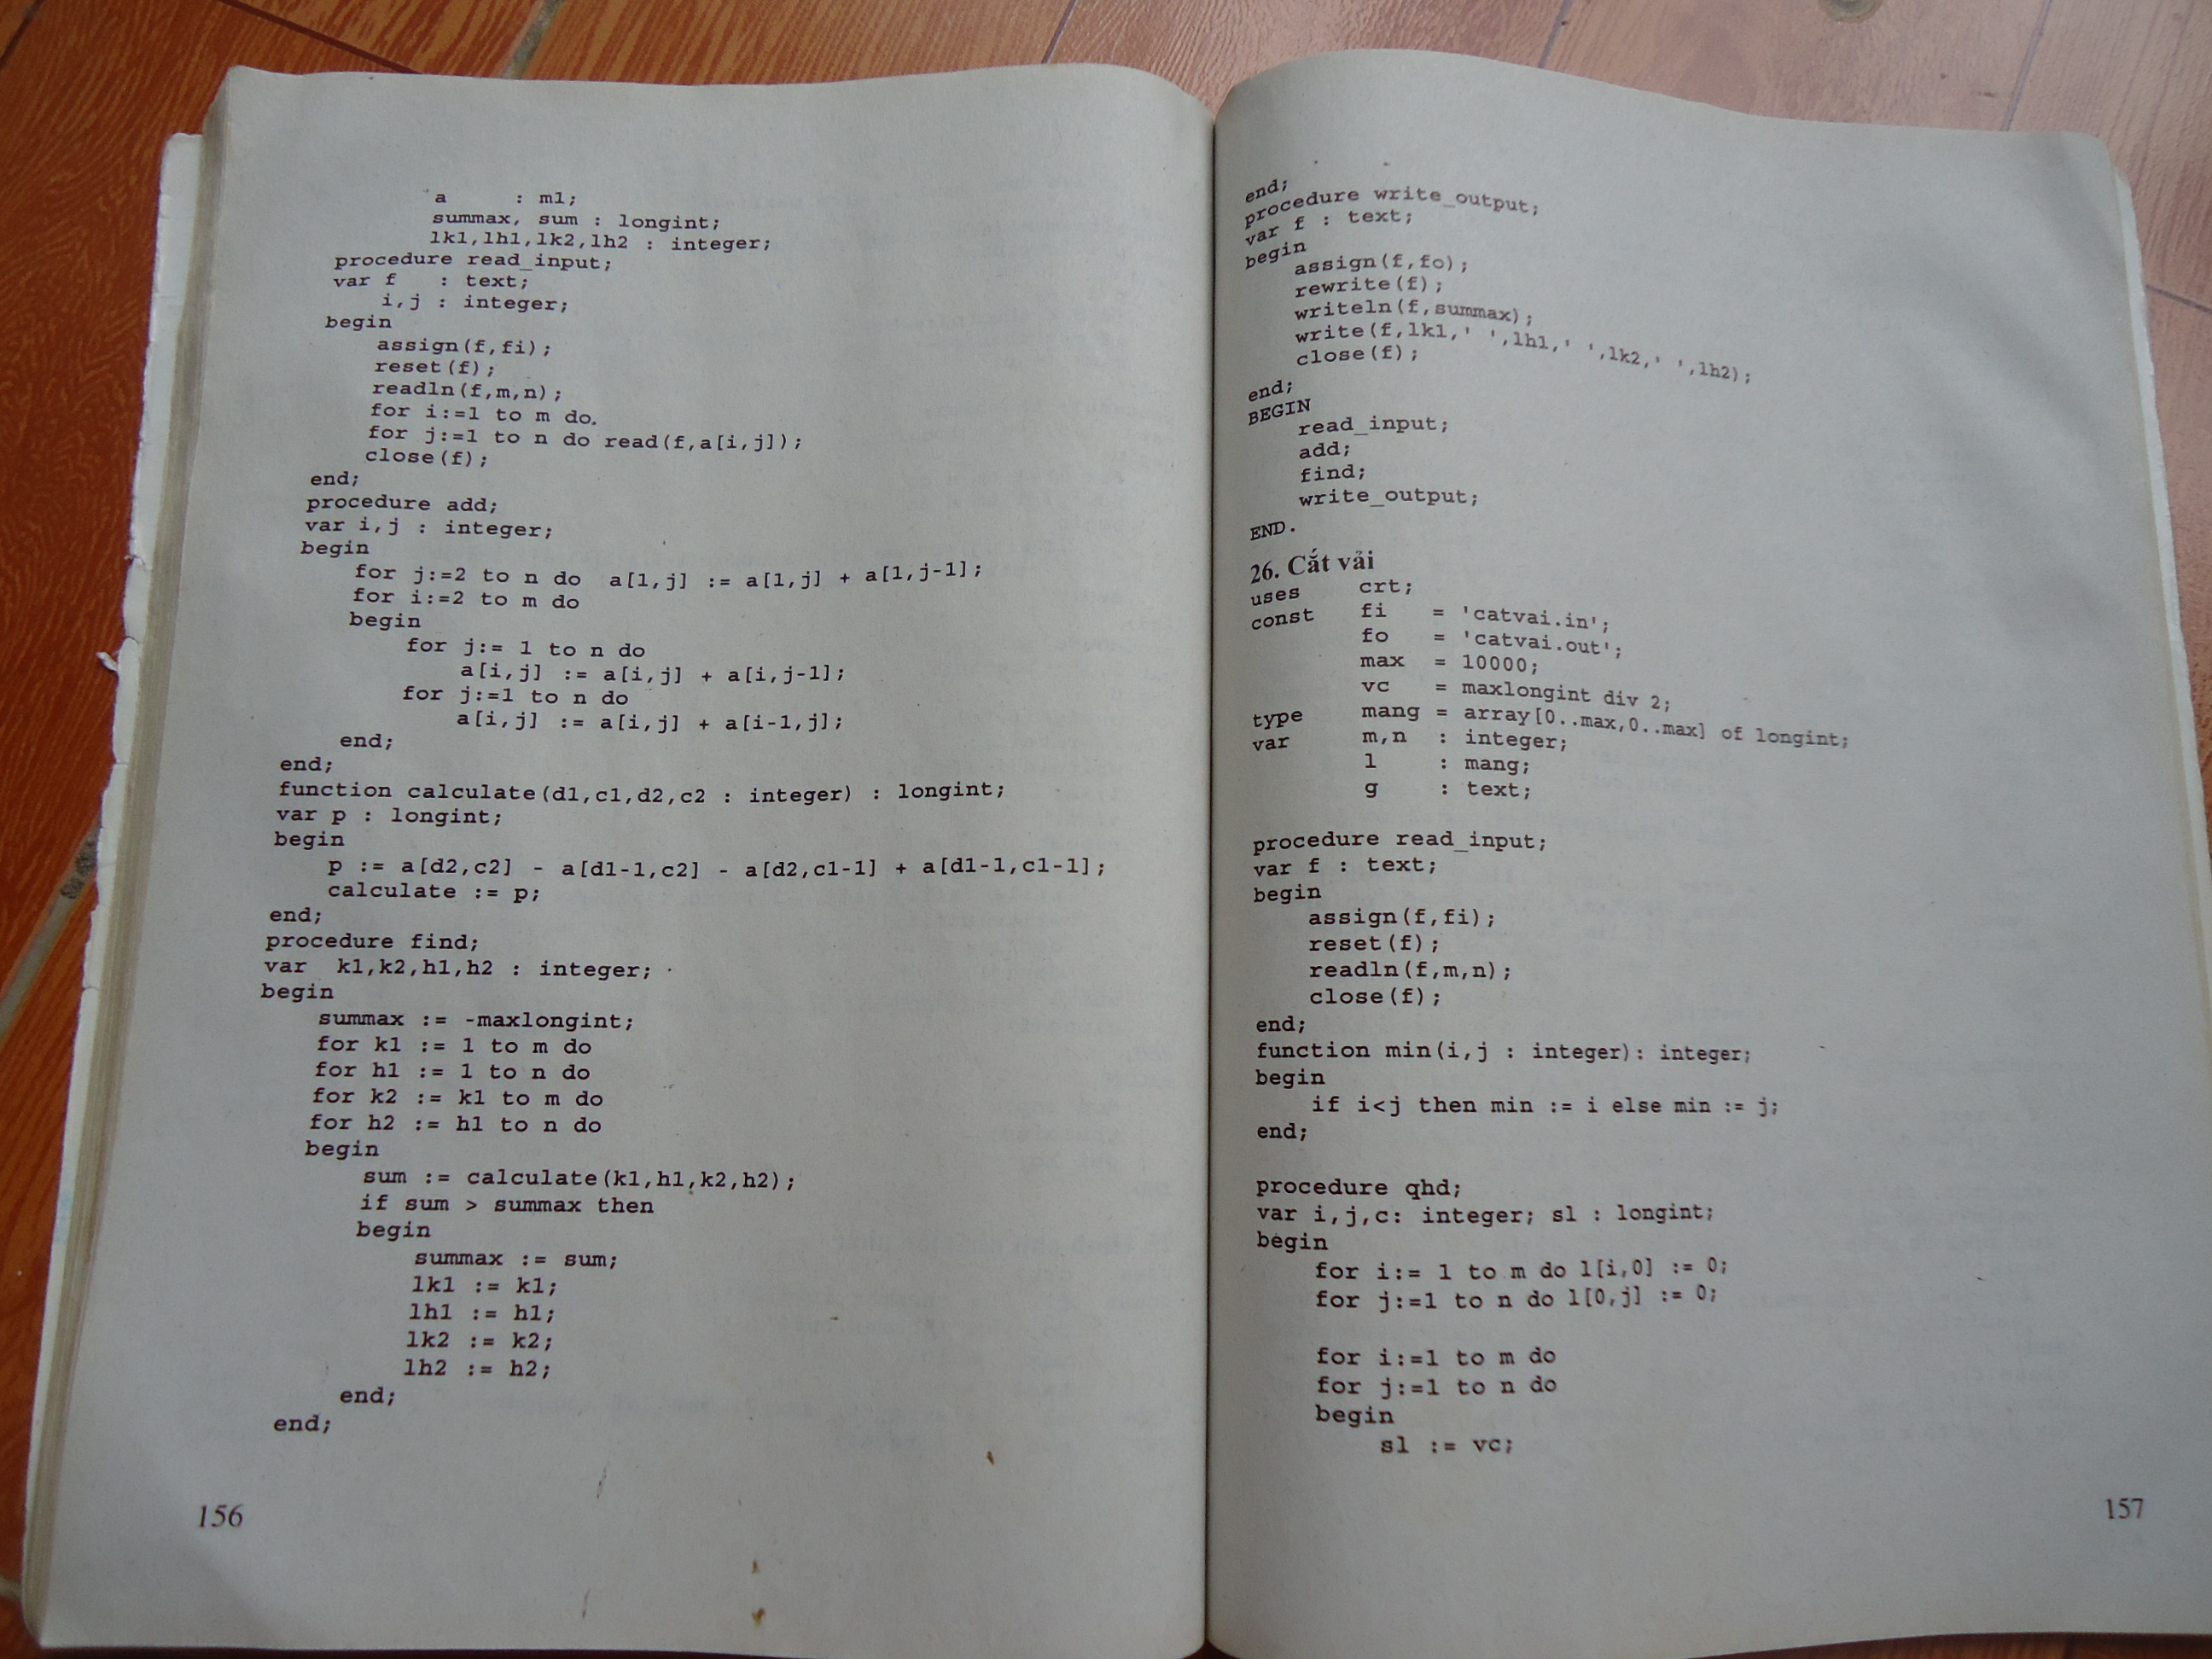 a : m1;
summax, sum : longint;
lk1,lh1,lk2,lh2 : integer;
procedure read_input;
var f : text;
i,j : integer;
begin
assign(f,fi);
reset(f);
readln(f,m,n);
for i:=1 to m do
for j:=1 to n do read(f,a[i,j]);
close(f);
end;
procedure add;
var i,j : integer;
begin
for j:=2 to n do a[1,j] := a[1,j] + a[1,j-1];
for i:=2 to m do
begin
for j:= 1 to n do
a[i,j] := a[i,j] + a[i,j-1];
for j:=1 to n do
a[i,j] := a[i,j] + a[i-1,j];
end;
end;
function calculate(d1,c1,d2,c2 : integer) : longint;
var p : longint;
begin
p := a[d2,c2] - a[d1-1,c2] - a[d2,c1-1] + a[d1-1,c1-1];
calculate := p;
end;
procedure find;
var k1,k2,h1,h2 : integer;
begin
summax := -maxlongint;
for k1 := 1 to m do
for h1 := 1 to n do
for k2 := k1 to m do
for h2 := h1 to n do
begin
sum := calculate(k1,h1,k2,h2);
if sum > summax then
begin
summax := sum;
lk1 := k1;
lh1 := h1;
lk2 := k2;
lh2 := h2;
end;
end;
156
end;
procedure write_output;
var f : text;
begin
assign(f,fo);
rewrite(f);
writeln(f,summax);
write(f,lk1,' ',lh1,' ',lk2,' ',lh2);
close(f);
end;
BEGIN
read_input;
add;
find;
write_output;
END.
26. Cắt vải
uses crt;
const fi = 'catvai.in';
fo = 'catvai.out';
max = 10000;
vc = maxlongint div 2;
type mang = array[0..max,0..max] of longint;
var m,n : integer;
l : mang;
g : text;
procedure read_input;
var f : text;
begin
assign(f,fi);
reset(f);
readln(f,m,n);
close(f);
end;
function min(i,j : integer): integer;
begin
if i<j then min := i else min := j;
end;
procedure qhd;
var i,j,c: integer; sl : longint;
begin
for i:= 1 to m do l[i,0] := 0;
for j:=1 to n do l[0,j] := 0;
for i:=1 to m do
for j:=1 to n do
begin
sl := vc;
157